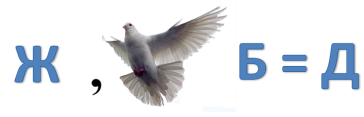 Ж , Б = Д